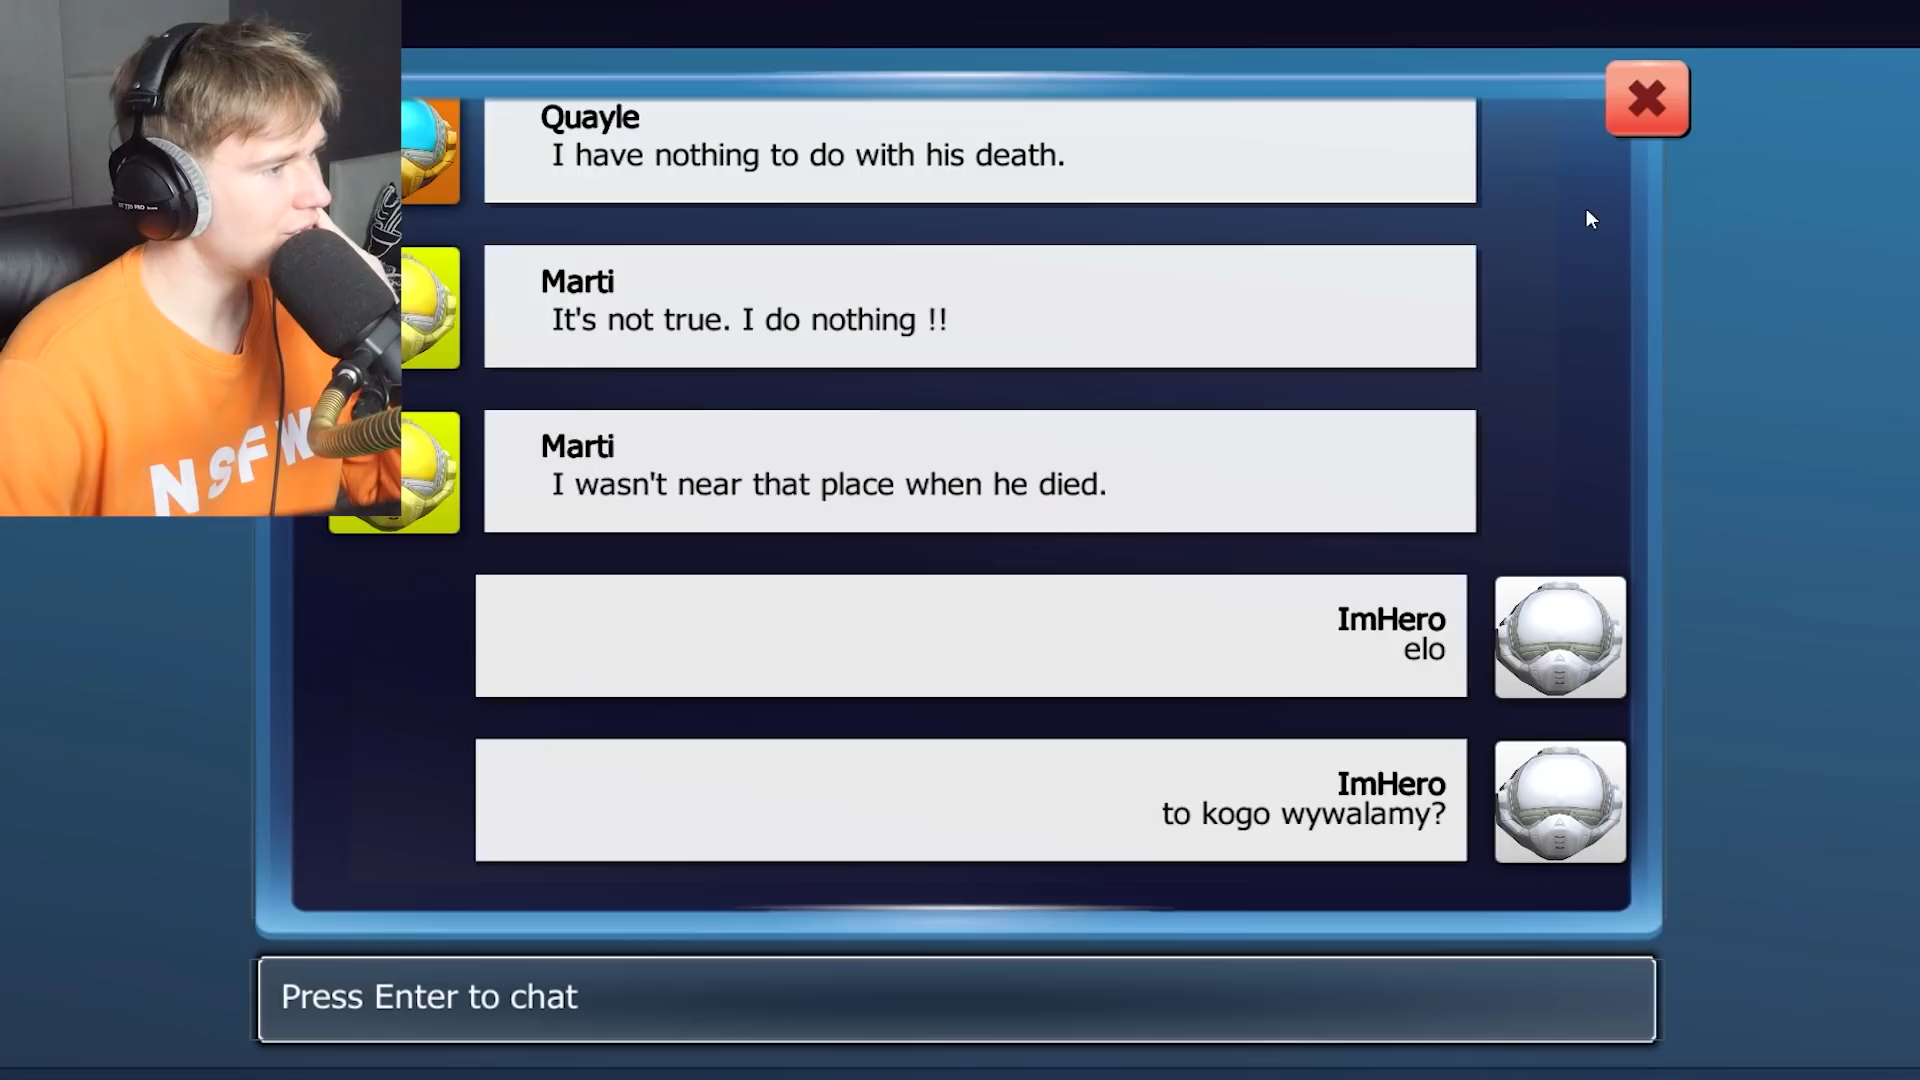 Quayle
I have nothing to do with his death.
Marti
It's not true. I do nothing !!
Marti
I wasn't near that place when he died.
ImHero
elo
ImHero
to kogo wywalamy?
Press Enter to chat
NSFW